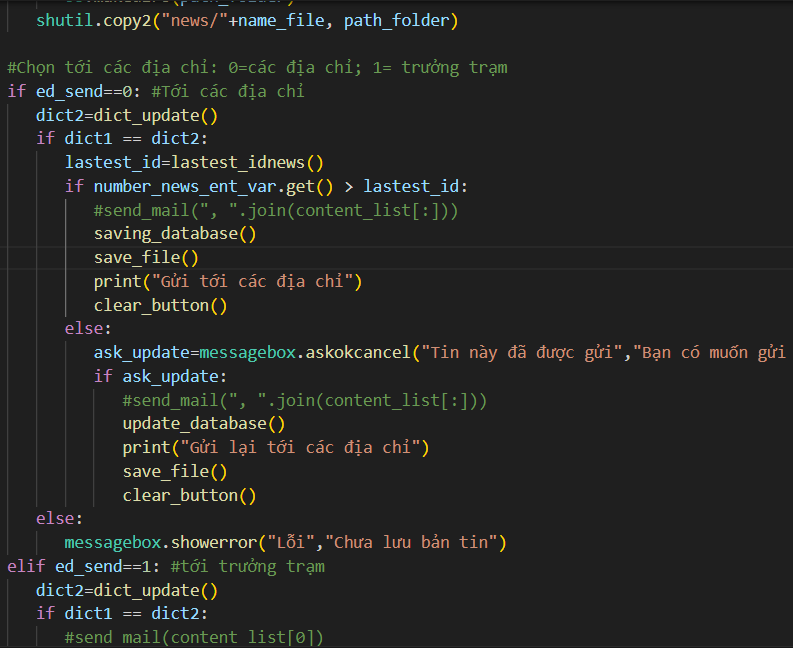 shutil.copy2("news/"+name_file, path_folder)
#Chọn tới các địa chỉ: 0=các địa chỉ; 1= trưởng trạm
if ed_send==0: #Tới các địa chỉ
dict2=dict_update()
if dict1 == dict2:
lastest_id=lastest_idnews()
if number_news_ent_var.get() > lastest_id:
#send_mail(", ".join(content_list[:]))
saving_database()
save_file()
print("Gửi tới các địa chỉ")
clear_button()
else:
ask_update=messagebox.askokcancel("Tin này đã được gửi","Bạn có muốn gửi
if ask_update:
#send_mail(", ".join(content_list[:]))
update_database()
print("Gửi lại tới các địa chỉ")
save_file()
clear_button()
else:
messagebox.showerror("Lỗi","Chưa lưu bản tin")
elif ed_send==1: #tới trưởng trạm
dict2=dict_update()
if dict1 == dict2:
#send_mail(content_list[0])